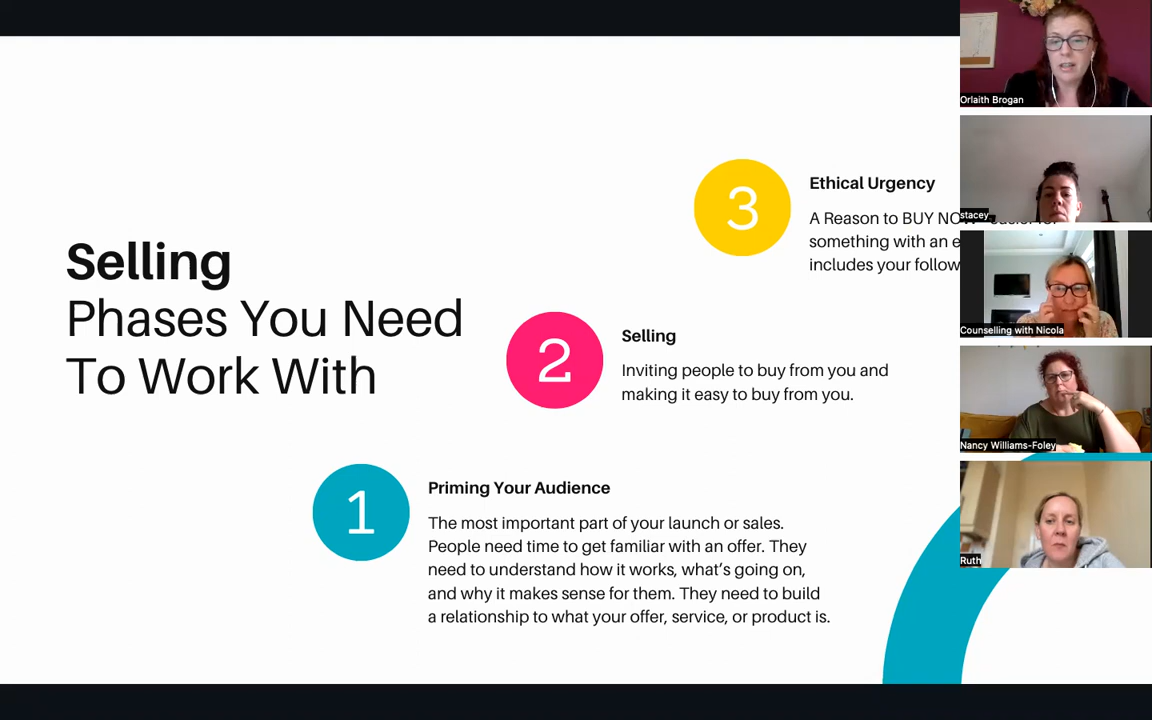 Selling
Phases You Need
To Work With
3
Ethical Urgency
A Reason to BUY NOW
something with an e
includes your follow
2
Selling
Inviting people to buy from you and
making it easy to buy from you.
1
Priming Your Audience
The most important part of your launch or sales.
People need time to get familiar with an offer. They
need to understand how it works, what's going on,
and why it makes sense for them. They need to build
a relationship to what your offer, service, or product is.
Orlaith Brogan
stacey
Counselling with Nicola
Nancy Williams-Foley
Ruth